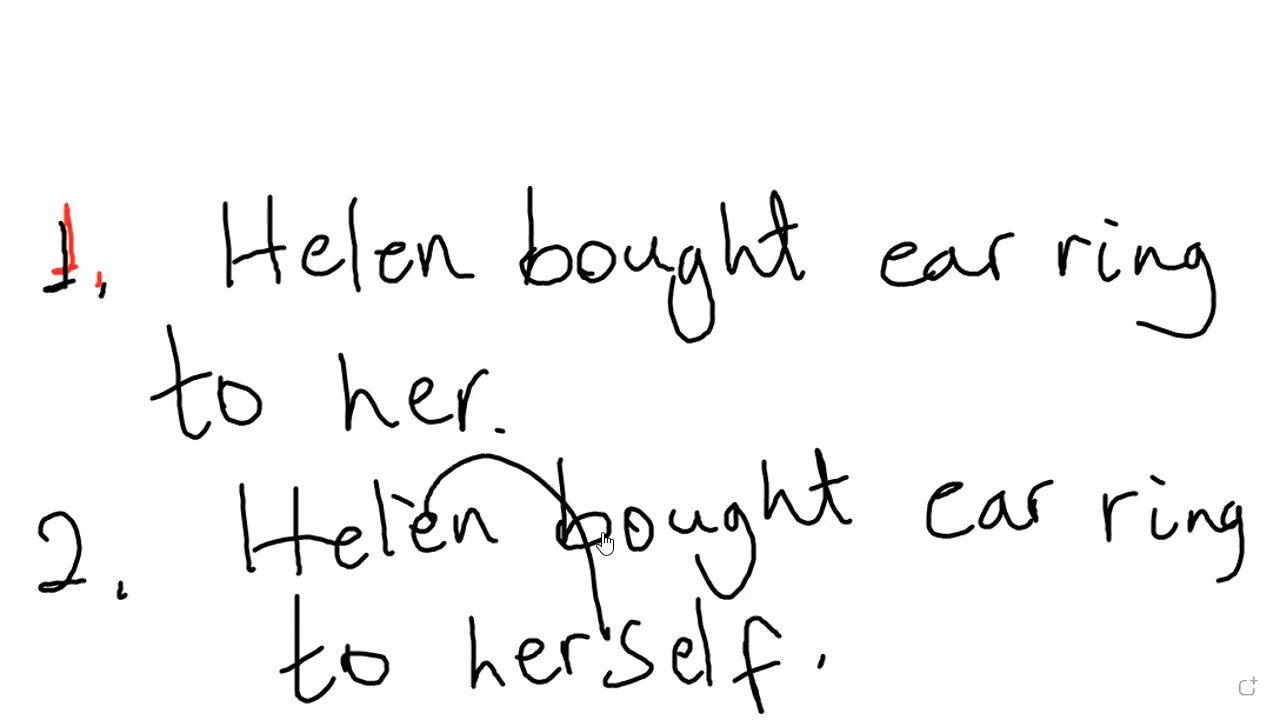 1. Helen bought ear ring
to her.
2. Helen bought ear ring
to herself.